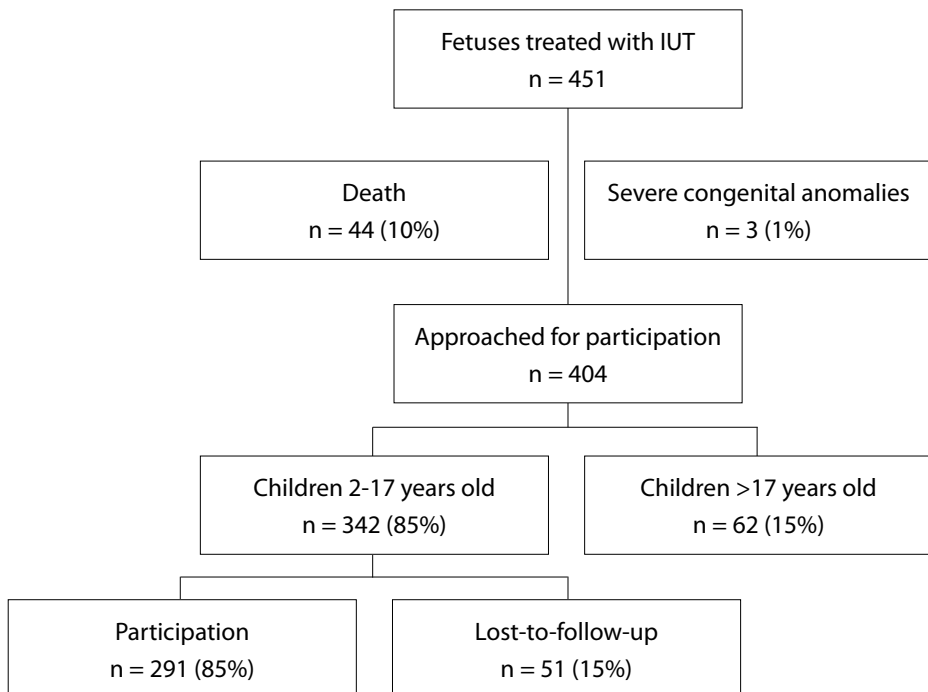 Fetuses treated with IUT
n = 451
Death
n = 44 (10%)
Severe congenital anomalies
n = 3 (1%)
Approached for participation
n = 404
Children 2-17 years old
n = 342 (85%)
Children >17 years old
n = 62 (15%)
Participation
n = 291 (85%)
Lost-to-follow-up
n = 51 (15%)